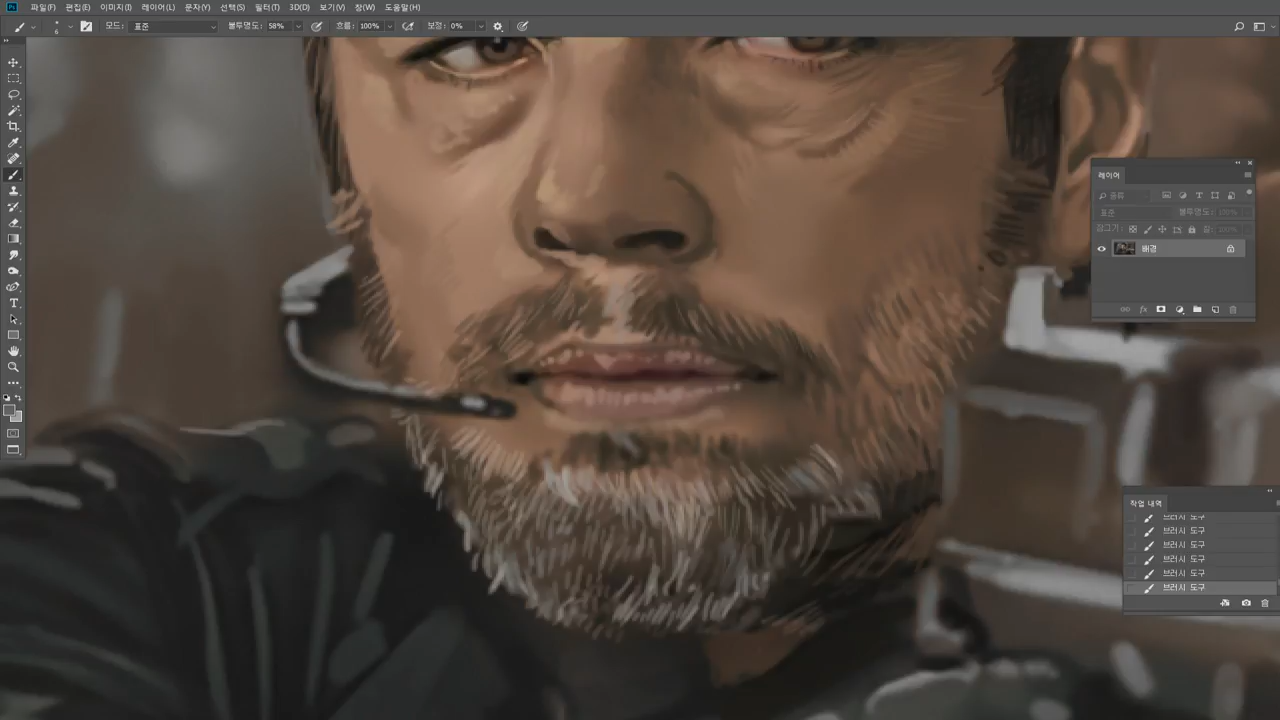 Ps 파일(F) 편집(E) 이미지(I) 레이어(L) 문자(Y) 선택(S) 필터(T) 3D(D) 보기(V) 창(W) 도움말(H)
6 모드: 표준 불투명도: 58% 흐름: 100% 보정: 0%
레이어
종류
표준 불투명도: 100%
잠그기: 칠: 100%
배경
작업 내역
브러시 도구
브러시 도구
브러시 도구
브러시 도구
브러시 도구
브러시 도구